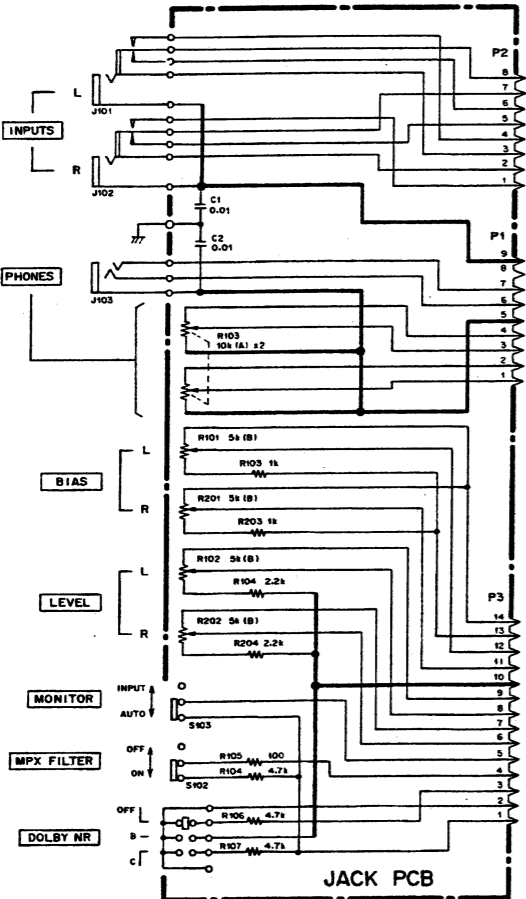 P2
8
7
L
J101
6
INPUTS
5
4
3
R
2
J102
1
C1
0.01
P1
C2
0.01
9
8
PHONES
7
J103
6
5
R103
10k (A) x2
4
3
2
1
R101 5k (B)
L
R103 1k
BIAS
R201 5k (B)
R
R203 1k
R102 5k (B)
L
R104 2.2k
P3
LEVEL
14
R202 5k (B)
13
R
12
R204 2.2k
11
10
INPUT
9
MONITOR
8
AUTO
7
S103
6
OFF
5
MPX FILTER
R105 100
4
ON
R104 4.7k
S102
3
OFF
2
R106 4.7k
1
DOLBY NR
B
R107 4.7k
C
JACK PCB